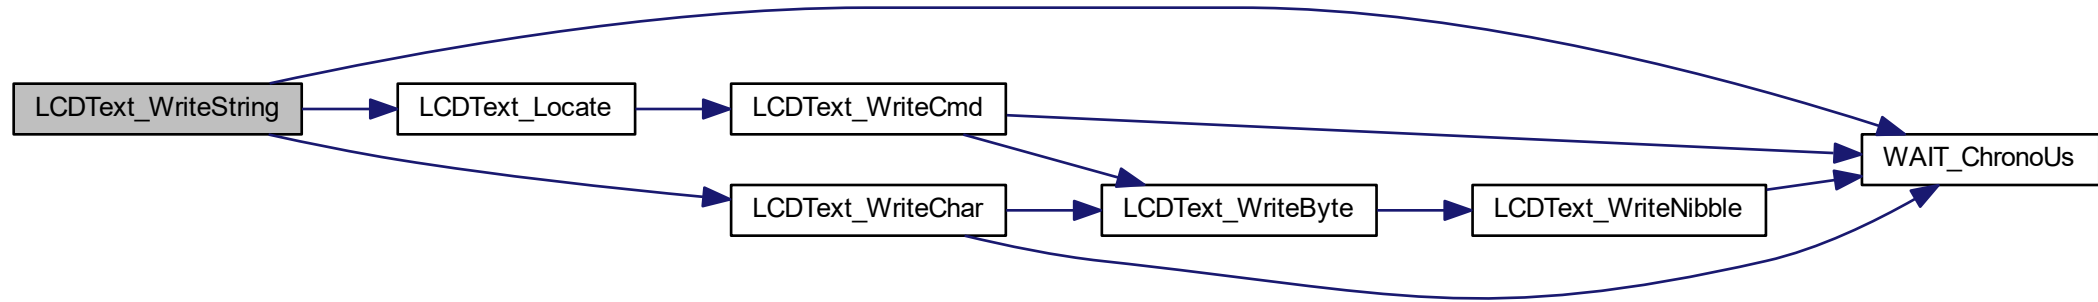 LCDText_WriteString
LCDText_Locate
LCDText_WriteCmd
WAIT_ChronoUs
LCDText_WriteChar
LCDText_WriteByte
LCDText_WriteNibble